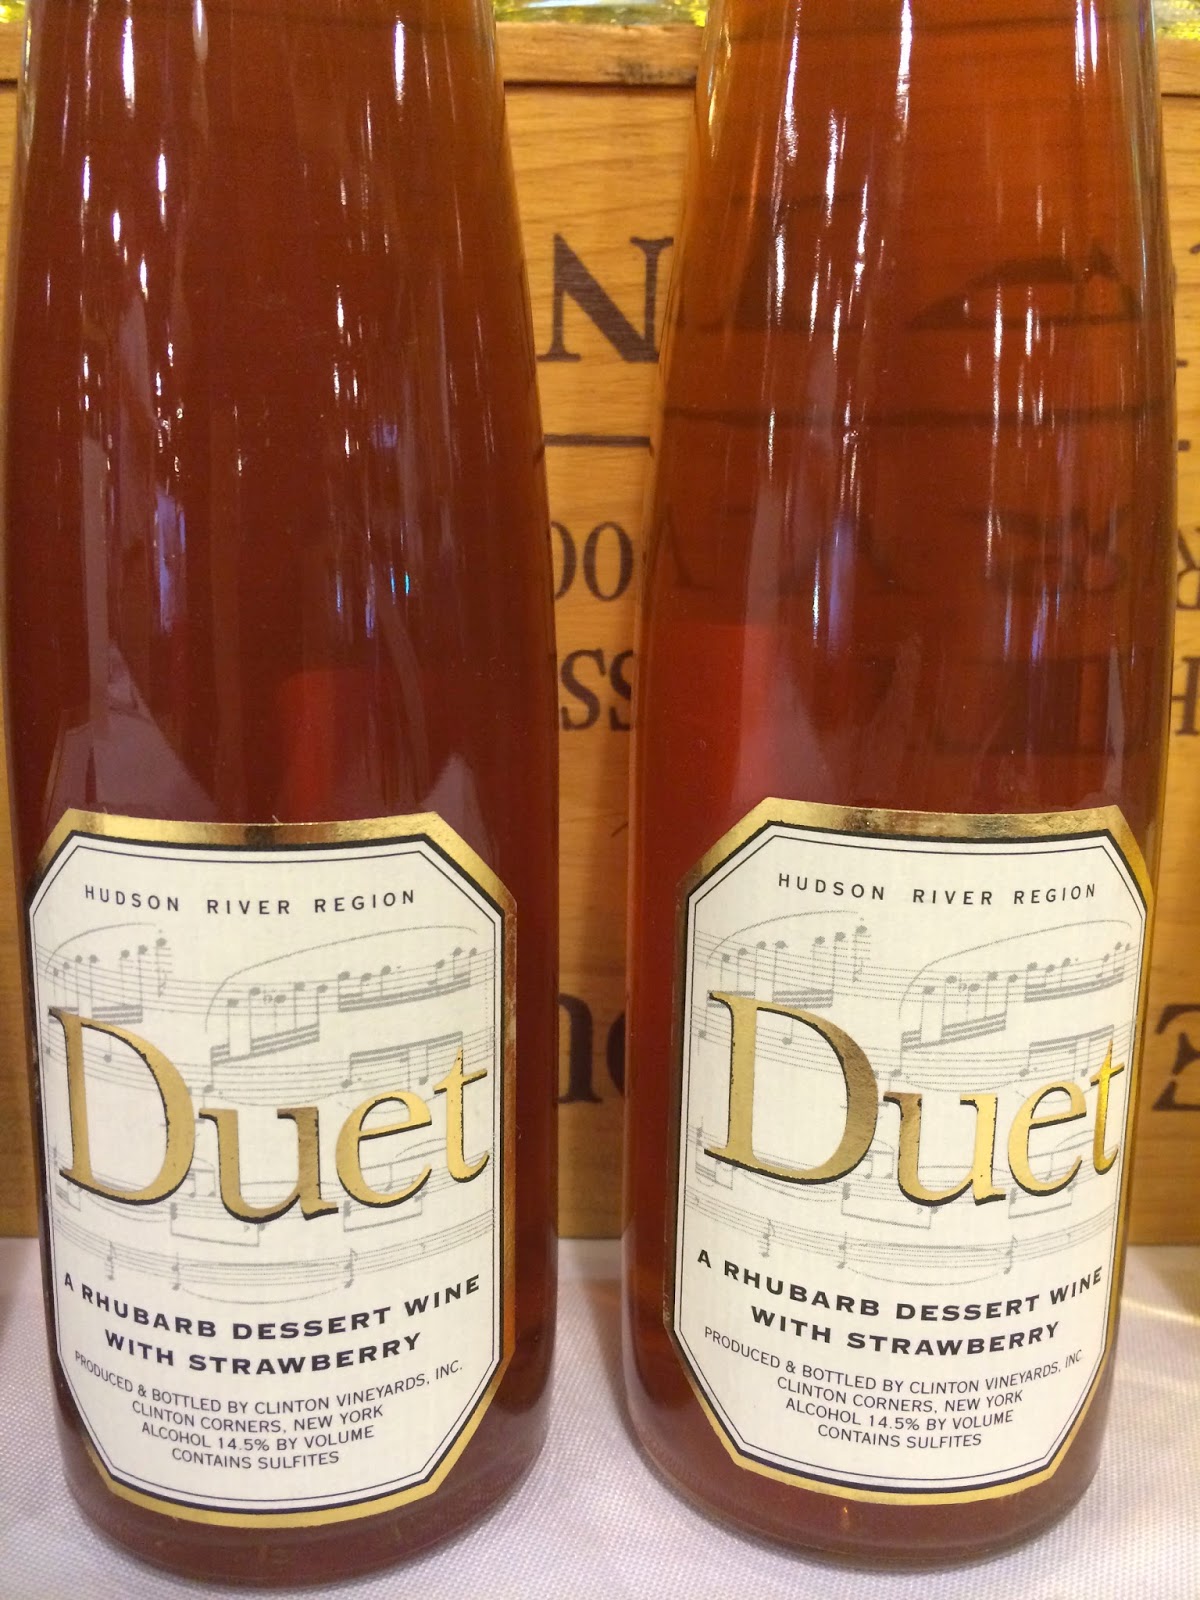 N
OO
SS
HUDSON RIVER REGION
Duet
A RHUBARB DESSERT WINE
WITH STRAWBERRY
PRODUCED & BOTTLED BY CLINTON VINEYARDS, INC.
CLINTON CORNERS, NEW YORK
ALCOHOL 14.5% BY VOLUME
CONTAINS SULFITES
HUDSON RIVER REGION
Duet
A RHUBARB DESSERT WINE
WITH STRAWBERRY
PRODUCED & BOTTLED BY CLINTON VINEYARDS, INC
CLINTON CORNERS, NEW YORK
ALCOHOL 14.5% BY VOLUME
CONTAINS SULFITES